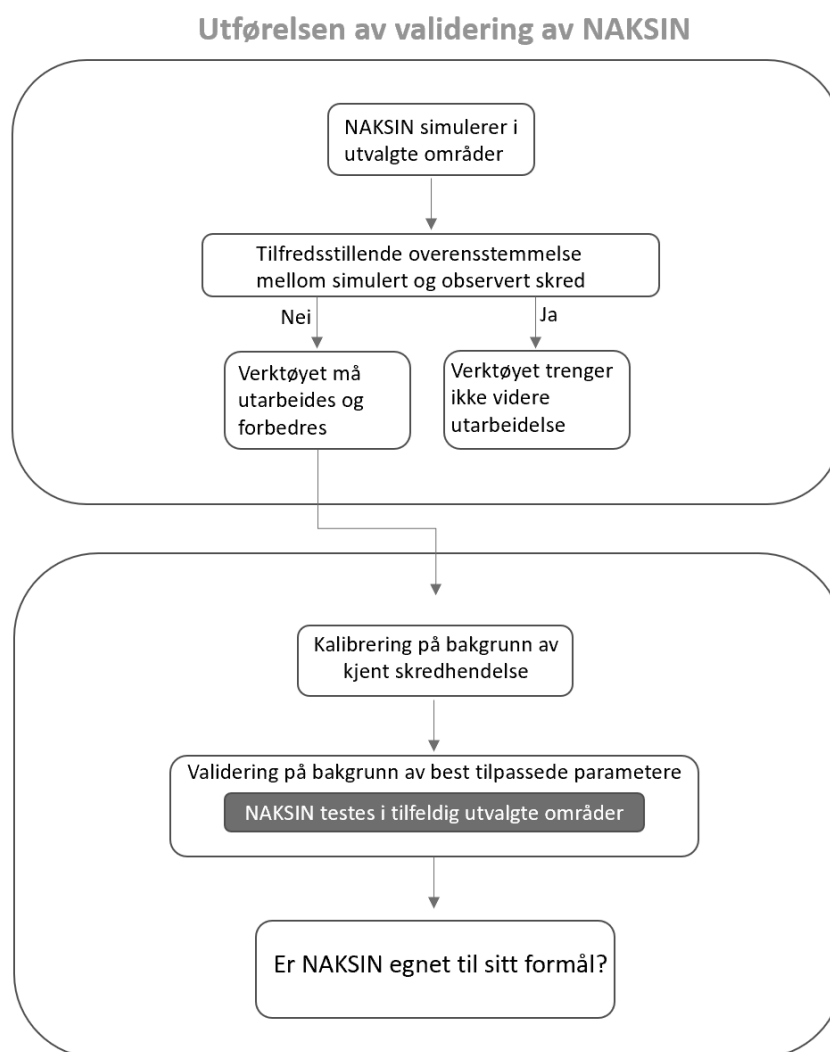 Utførelsen av validering av NAKSIN
NAKSIN simulerer i
utvalgte områder
Tilfredsstillende overensstemmelse
mellom simulert og observert skred
Nei
Ja
Verktøyet må
utarbeides og
forbedres
Verktøyet trenger
ikke videre
utarbeidelse
Kalibrering på bakgrunn av
kjent skredhendelse
Validering på bakgrunn av best tilpassede parametere
NAKSIN testes i tilfeldig utvalgte områder
Er NAKSIN egnet til sitt formål?